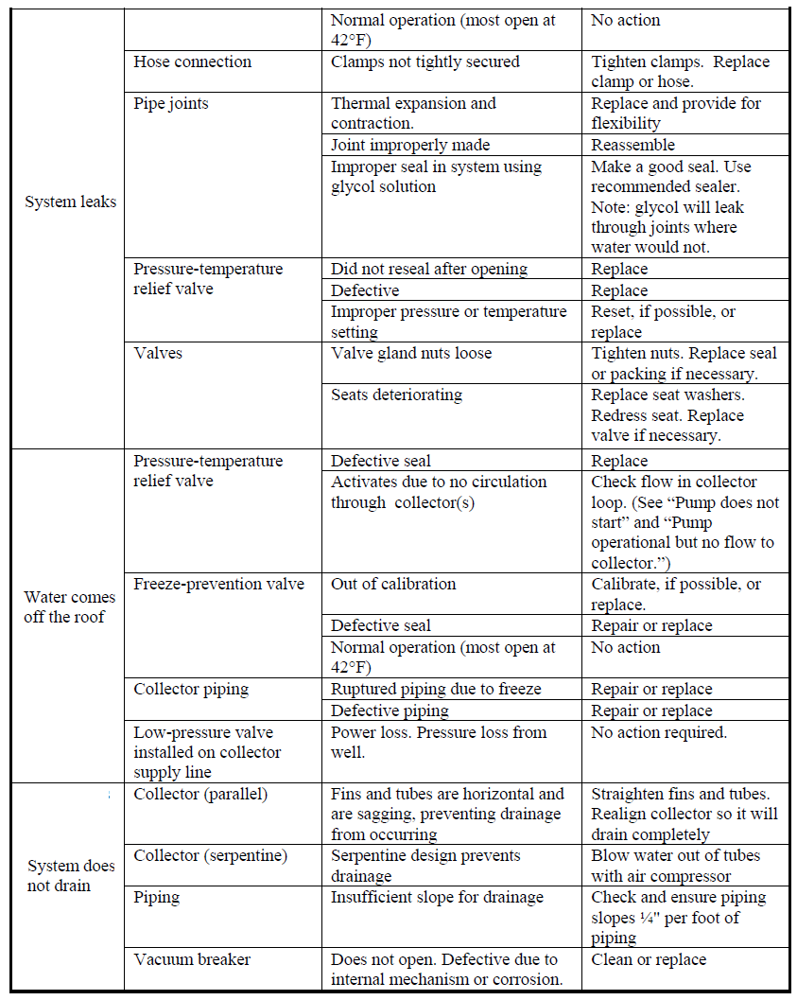 Normal operation (most open at
42°F)
No action
Hose connection
Clamps not tightly secured
Tighten clamps.  Replace
clamp or hose.
Pipe joints
Thermal expansion and
contraction.
Replace and provide for
flexibility
Joint improperly made
Reassemble
Improper seal in system using
glycol solution
Make a good seal. Use
recommended sealer.
Note: glycol will leak
through joints where
water would not.
System leaks
Pressure-temperature
relief valve
Did not reseal after opening
Replace
Defective
Replace
Improper pressure or temperature
setting
Reset, if possible, or
replace
Valves
Valve gland nuts loose
Tighten nuts. Replace seal
or packing if necessary.
Seats deteriorating
Replace seat washers.
Redress seat. Replace
valve if necessary.
Water comes
off the roof
Pressure-temperature
relief valve
Defective seal
Replace
Activates due to no circulation
through  collector(s)
Check flow in collector
loop. (See “Pump does not
start” and “Pump
operational but no flow to
collector.”)
Freeze-prevention valve
Out of calibration
Calibrate, if possible, or
replace.
Defective seal
Repair or replace
Normal operation (most open at
42°F)
No action
Collector piping
Ruptured piping due to freeze
Repair or replace
Defective piping
Repair or replace
Low-pressure valve
installed on collector
supply line
Power loss. Pressure loss from
well.
No action required.
System does
not drain
Collector (parallel)
Fins and tubes are horizontal and
are sagging, preventing drainage
from occurring
Straighten fins and tubes.
Realign collector so it will
drain completely
Collector (serpentine)
Serpentine design prevents
drainage
Blow water out of tubes
with air compressor
Piping
Insufficient slope for drainage
Check and ensure piping
slopes ¼" per foot of
piping
Vacuum breaker
Does not open. Defective due to
internal mechanism or corrosion.
Clean or replace